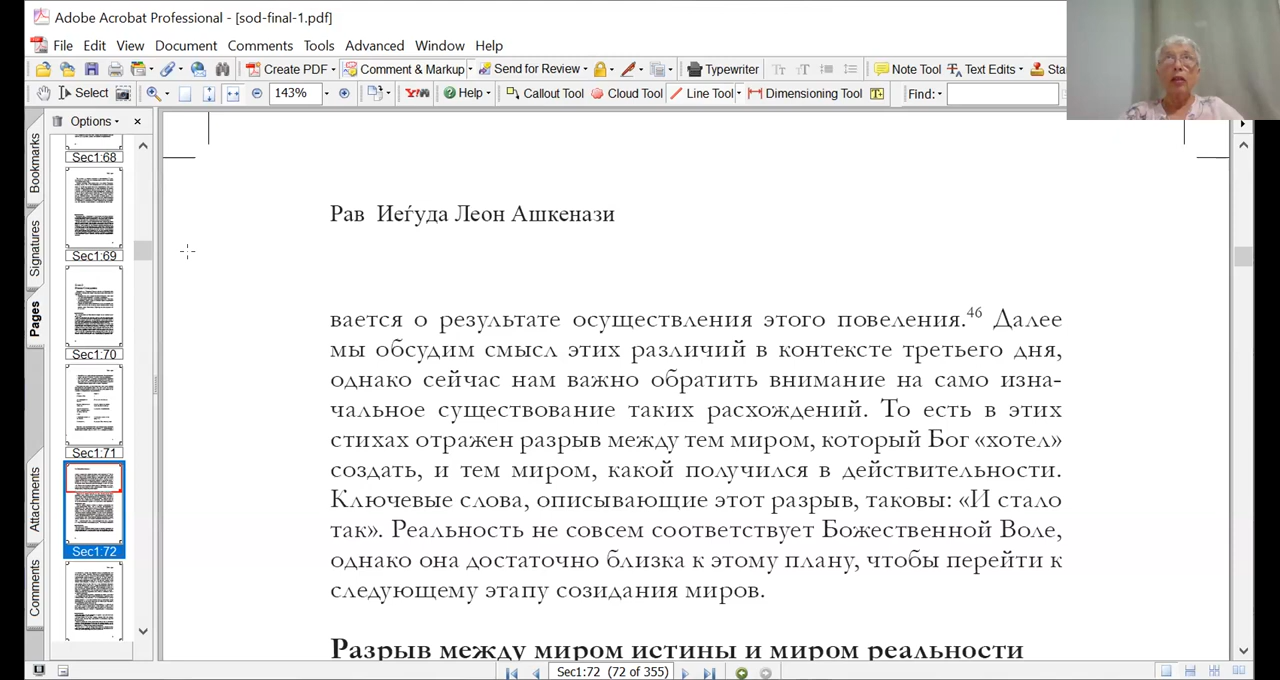 Adobe Acrobat Professional - [sod-final-1.pdf]
File Edit View Document Comments Tools Advanced Window Help
Create PDF Comment & Markup Send for Review Typewriter Note Tool Text Edits Sta
Select 143% Y!/ Help Callout Tool Cloud Tool Line Tool Dimensioning Tool Find:
Options
Bookmarks
Signatures
Pages
Attachments
Comments
Sec1:68
Sec1:69
Sec1:70
Sec1:71
Sec1:72
Рав Иеѓуда Леон Ашкенази
вается о результате осуществления этого повеления.⁴⁶ Далее
мы обсудим смысл этих различий в контексте третьего дня,
однако сейчас нам важно обратить внимание на само изна-
чальное существование таких расхождений. То есть в этих
стихах отражен разрыв между тем миром, который Бог «хотел»
создать, и тем миром, какой получился в действительности.
Ключевые слова, описывающие этот разрыв, таковы: «И стало
так». Реальность не совсем соответствует Божественной Воле,
однако она достаточно близка к этому плану, чтобы перейти к
следующему этапу созидания миров.
Разрыв между миром истины и миром реальности
Sec1:72 (72 of 355)